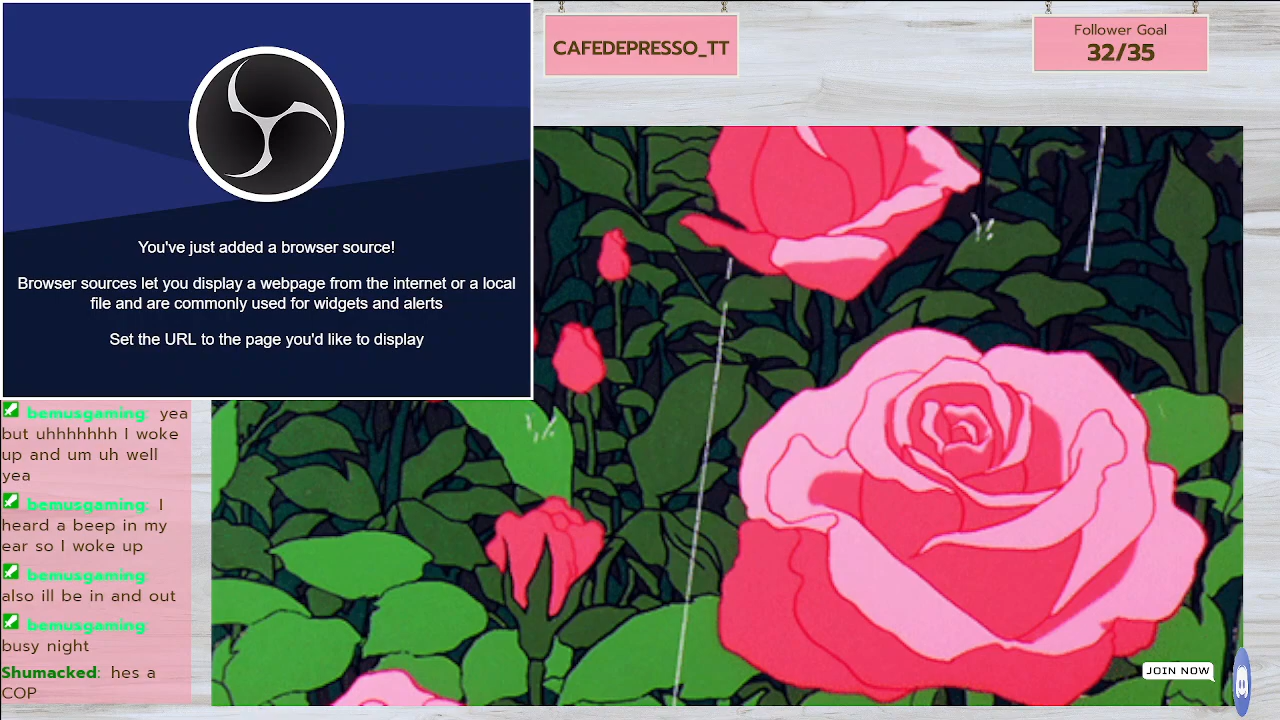 CAFEDEPRESSO_TT
Follower Goal
32/35
You've just added a browser source!
Browser sources let you display a webpage from the internet or a local
file and are commonly used for widgets and alerts
Set the URL to the page you'd like to display
bemusgaming: yea
but uhhhhhhh I woke
up and um uh well
yea
bemusgaming: I
heard a beep in my
ear so I woke up
bemusgaming:
also ill be in and out
bemusgaming:
busy night
Shumacked: hes a
COP
JOIN NOW